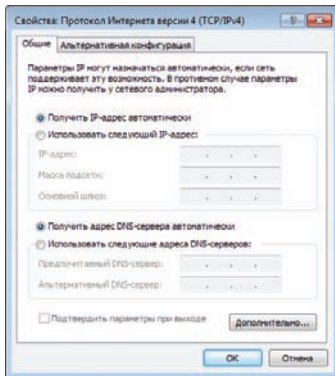 Свойства: Протокол Интернета версии 4 (TCP/IPv4)
Общие Альтернативная конфигурация
Параметры IP могут назначаться автоматически, если сеть
поддерживает эту возможность. В противном случае параметры
IP можно получить у сетевого администратора.
Получить IP-адрес автоматически
Использовать следующий IP-адрес:
IP-адрес:
Маска подсети:
Основной шлюз:
Получить адрес DNS-сервера автоматически
Использовать следующие адреса DNS-серверов:
Предпочитаемый DNS-сервер:
Альтернативный DNS-сервер:
Подтвердить параметры при выходе
Дополнительно...
ОК Отмена